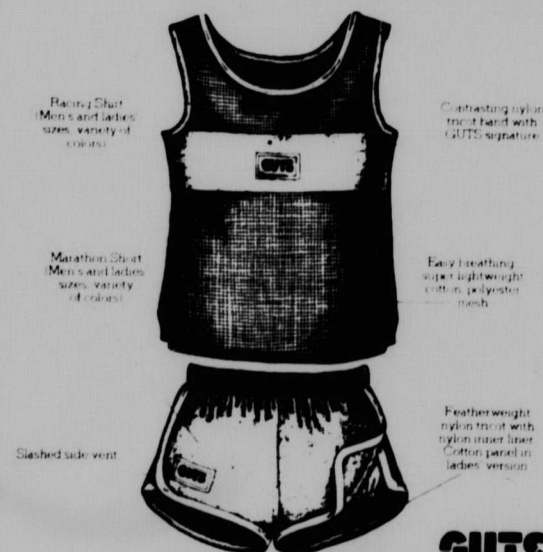 Racing Shirt
(Men's and ladies'
sizes, variety of
colors)
Contrasting nylon
tricot band with
GUTS signature
GUTS
Marathon Short
(Men's and ladies'
sizes, variety
of colors)
Easy breathing
super lightweight
cotton, polyester
mesh
Slashed side vent
GUTS
Featherweight
nylon tricot with
nylon inner liner
Cotton panel in
ladies' version
GUTS